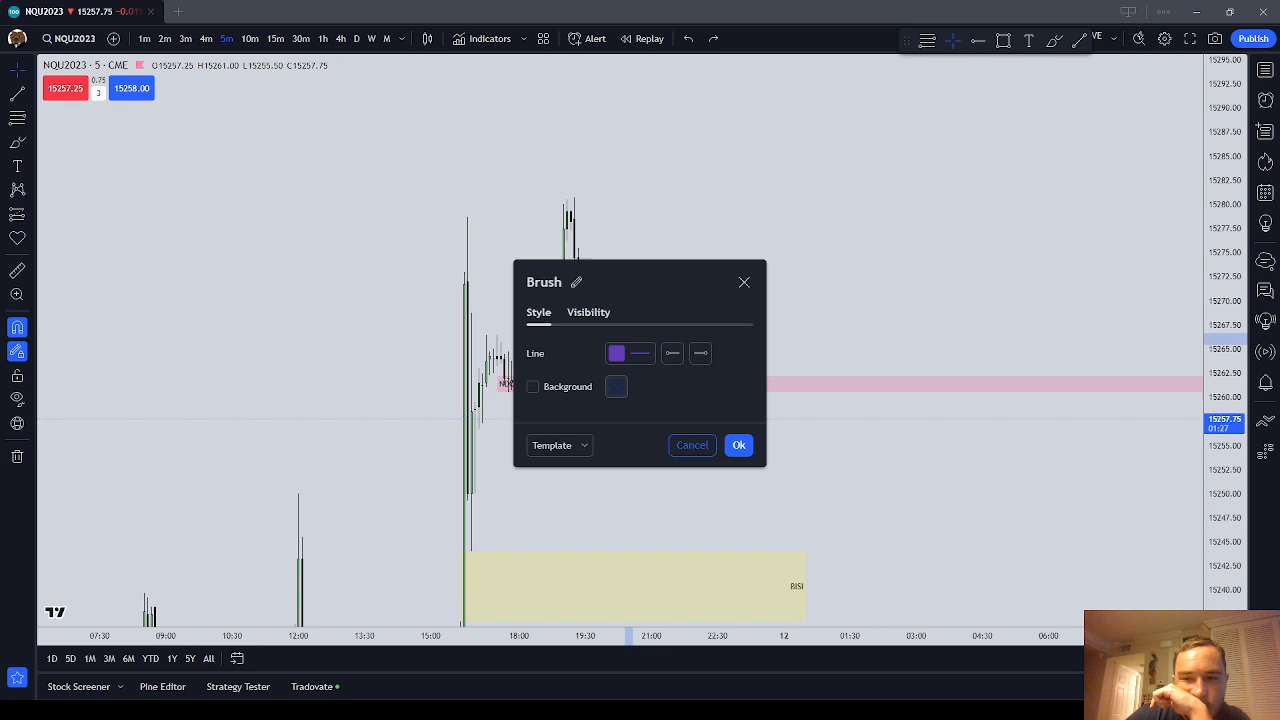 NQU2023 ▼ 15257.75 −0.01
NQU2023 1m 2m 3m 4m 5m 10m 15m 30m 1h 4h D W M Indicators Alert Replay VE Publish
NQU2023 · 5 · CME O15257.25 H15261.00 L15255.50 C15257.75
15257.25 0.75 3 15258.00
15295.00
15292.50
15290.00
15287.50
15285.00
15282.50
15280.00
15277.50
15275.00
15272.50
15270.00
15267.50
15265.00
15262.50
15260.00
15257.75
01:27
15255.00
15252.50
15250.00
15247.50
15245.00
15242.50
15240.00
Brush
Style Visibility
Line
Background
Template Cancel Ok
BISI
07:30 09:00 10:30 12:00 13:30 15:00 18:00 19:30 21:00 22:30 12 01:30 03:00 04:30 06:00
1D 5D 1M 3M 6M YTD 1Y 5Y All
Stock Screener Pine Editor Strategy Tester Tradovate